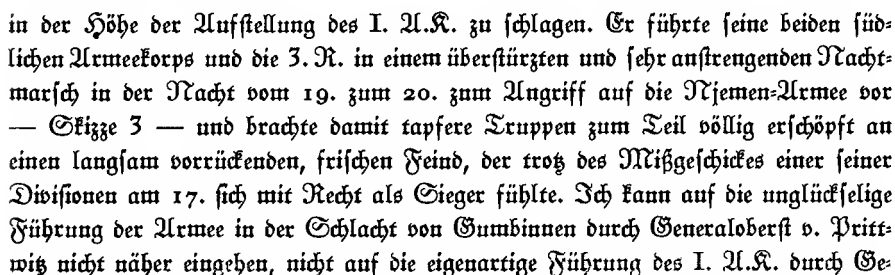 in der Höhe der Aufstellung des I. A.K. zu schlagen. Er führte seine beiden süd-
lichen Armeekorps und die 3. R. in einem überstürzten und sehr anstrengenden Nacht-
marsch in der Nacht vom 19. zum 20. zum Angriff auf die Njemen-Armee vor
— Skizze 3 — und brachte damit tapfere Truppen zum Teil völlig erschöpft an
einen langsam vorrückenden, frischen Feind, der trotz des Mißgeschickes einer seiner
Divisionen am 17. sich mit Recht als Sieger fühlte. Ich kann auf die unglückselige
Führung der Armee in der Schlacht von Gumbinnen durch Generaloberst v. Pritt-
witz nicht näher eingehen, nicht auf die eigenartige Führung des I. A.K. durch Ge-